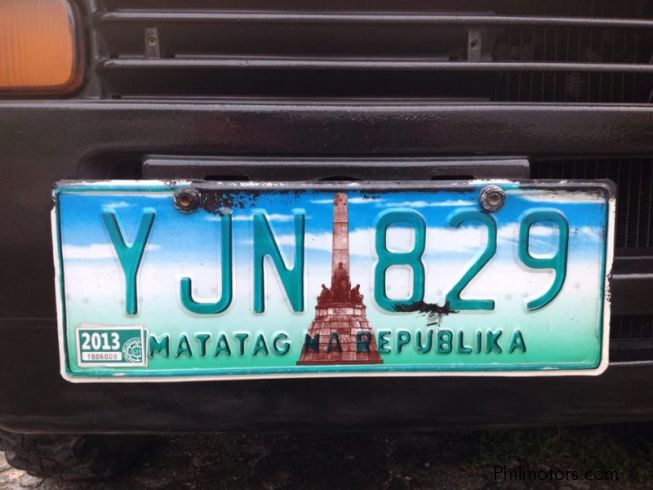 YJN 829
2013
MATATAG NA REPUBLIKA
Philmotors.com